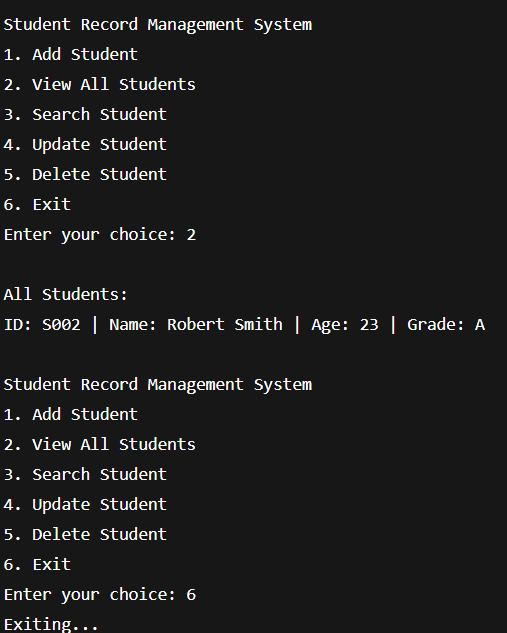 Student Record Management System
1. Add Student
2. View All Students
3. Search Student
4. Update Student
5. Delete Student
6. Exit
Enter your choice: 2
All Students:
ID: S002 | Name: Robert Smith | Age: 23 | Grade: A
Student Record Management System
1. Add Student
2. View All Students
3. Search Student
4. Update Student
5. Delete Student
6. Exit
Enter your choice: 6
Exiting...